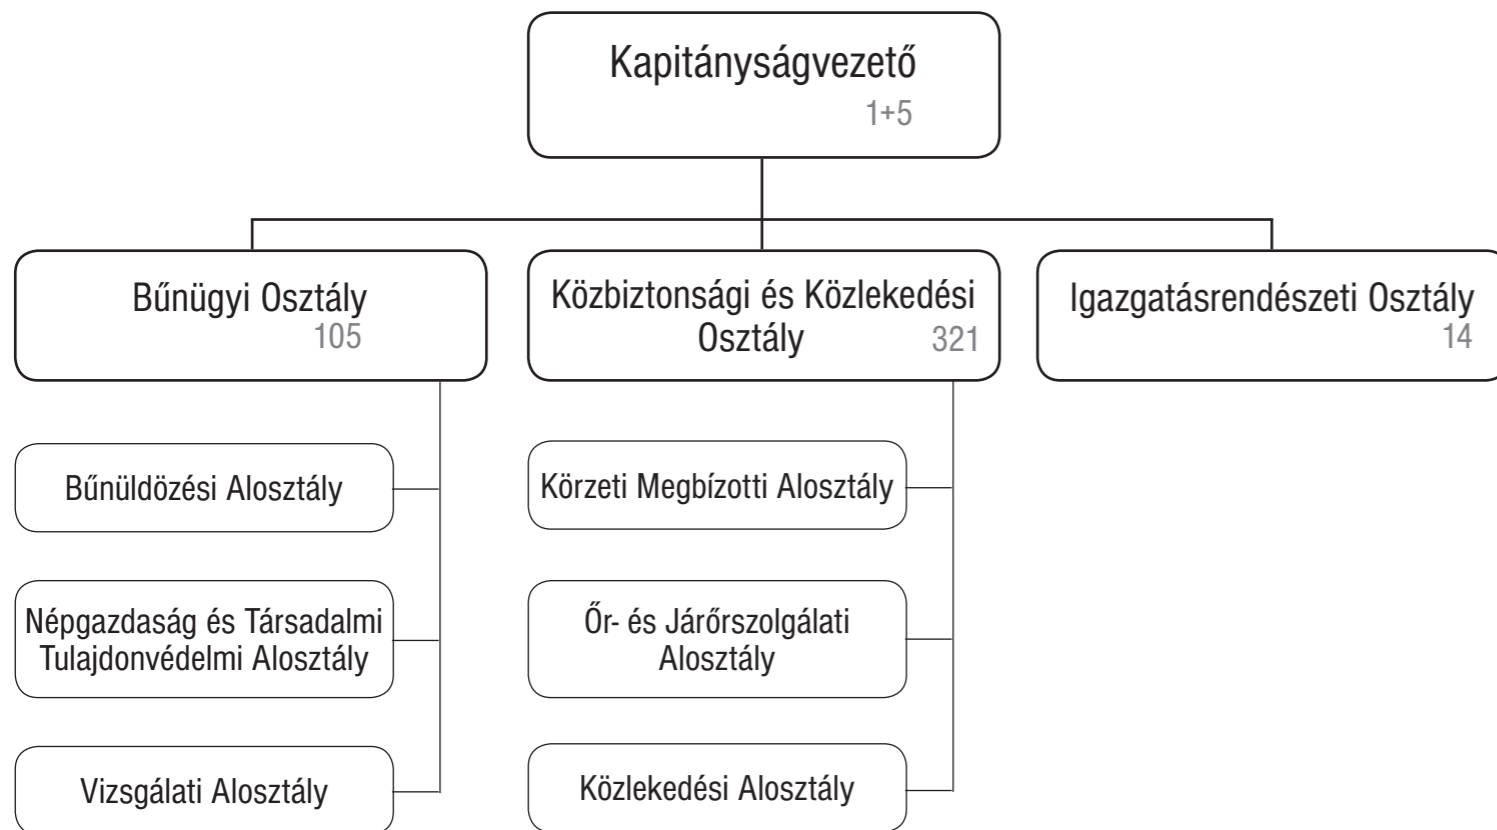 Kapitányságvezető
1+5
Bűnügyi Osztály
105
Közbiztonsági és Közlekedési
Osztály 321
Igazgatásrendészeti Osztály
14
Bűnüldözési Alosztály
Népgazdaság és Társadalmi
Tulajdonvédelmi Alosztály
Vizsgálati Alosztály
Körzeti Megbízotti Alosztály
Őr- és Járőrszolgálati
Alosztály
Közlekedési Alosztály